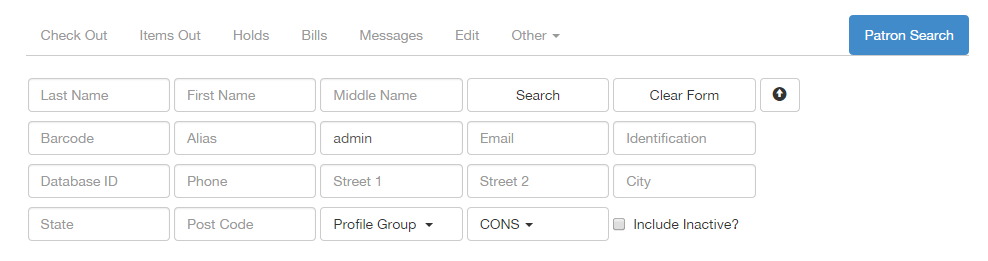 Check Out Items Out Holds Bills Messages Edit Other Patron Search
Last Name First Name Middle Name Search Clear Form
Barcode Alias admin Email Identification
Database ID Phone Street 1 Street 2 City
State Post Code Profile Group CONS Include Inactive?